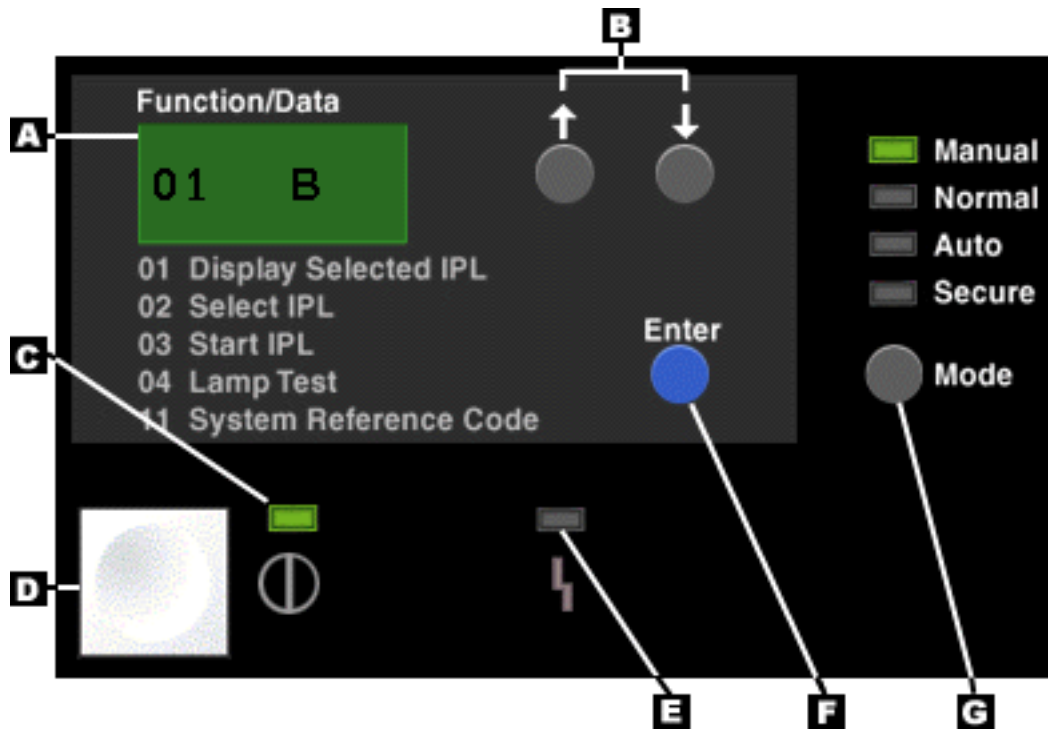 B
Function/Data
A
01 B
Manual
Normal
Auto
Secure
01 Display Selected IPL
02 Select IPL
03 Start IPL
04 Lamp Test
11 System Reference Code
Enter
Mode
C
D
E
F
G